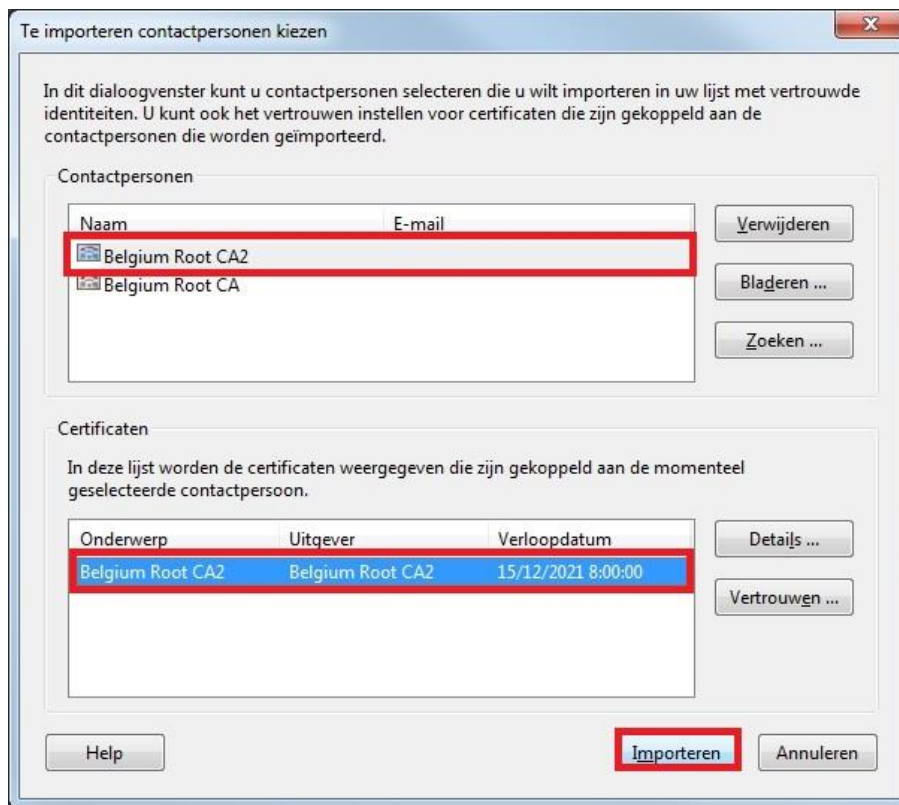 Te importeren contactpersonen kiezen
In dit dialoogvenster kunt u contactpersonen selecteren die u wilt importeren in uw lijst met vertrouwde
identiteiten. U kunt ook het vertrouwen instellen voor certificaten die zijn gekoppeld aan de
contactpersonen die worden geïmporteerd.
Contactpersonen
Naam E-mail
Belgium Root CA2
Belgium Root CA
Verwijderen
Bladeren ...
Zoeken ...
Certificaten
In deze lijst worden de certificaten weergegeven die zijn gekoppeld aan de momenteel
geselecteerde contactpersoon.
Onderwerp Uitgever Verloopdatum
Belgium Root CA2 Belgium Root CA2 15/12/2021 8:00:00
Details ...
Vertrouwen ...
Help Importeren Annuleren